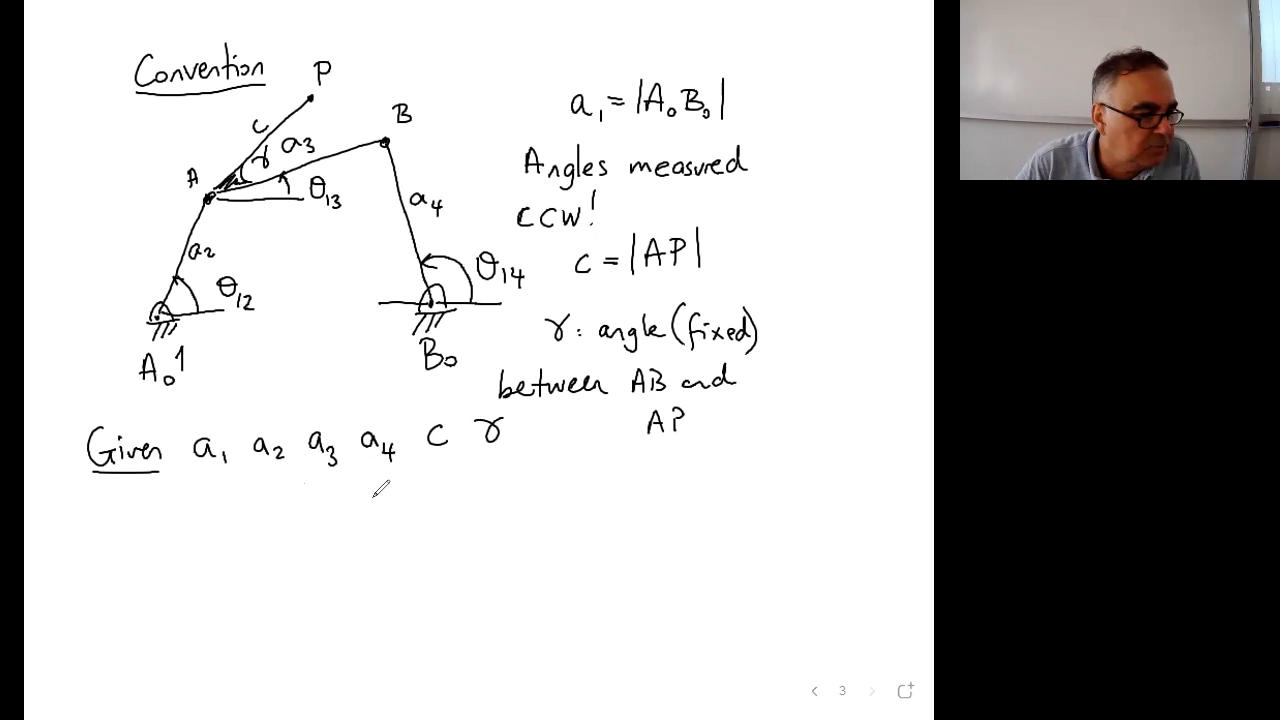 Convention
P
c
γ
a₃
B
A
θ₁₃
a₂
a₄
θ₁₂
θ₁₄
A₀
1
B₀
a₁ = |A₀B₀|
Angles measured
CCW!
c = |AP|
γ: angle (fixed)
between AB and
AP
Given a₁ a₂ a₃ a₄ c γ
3